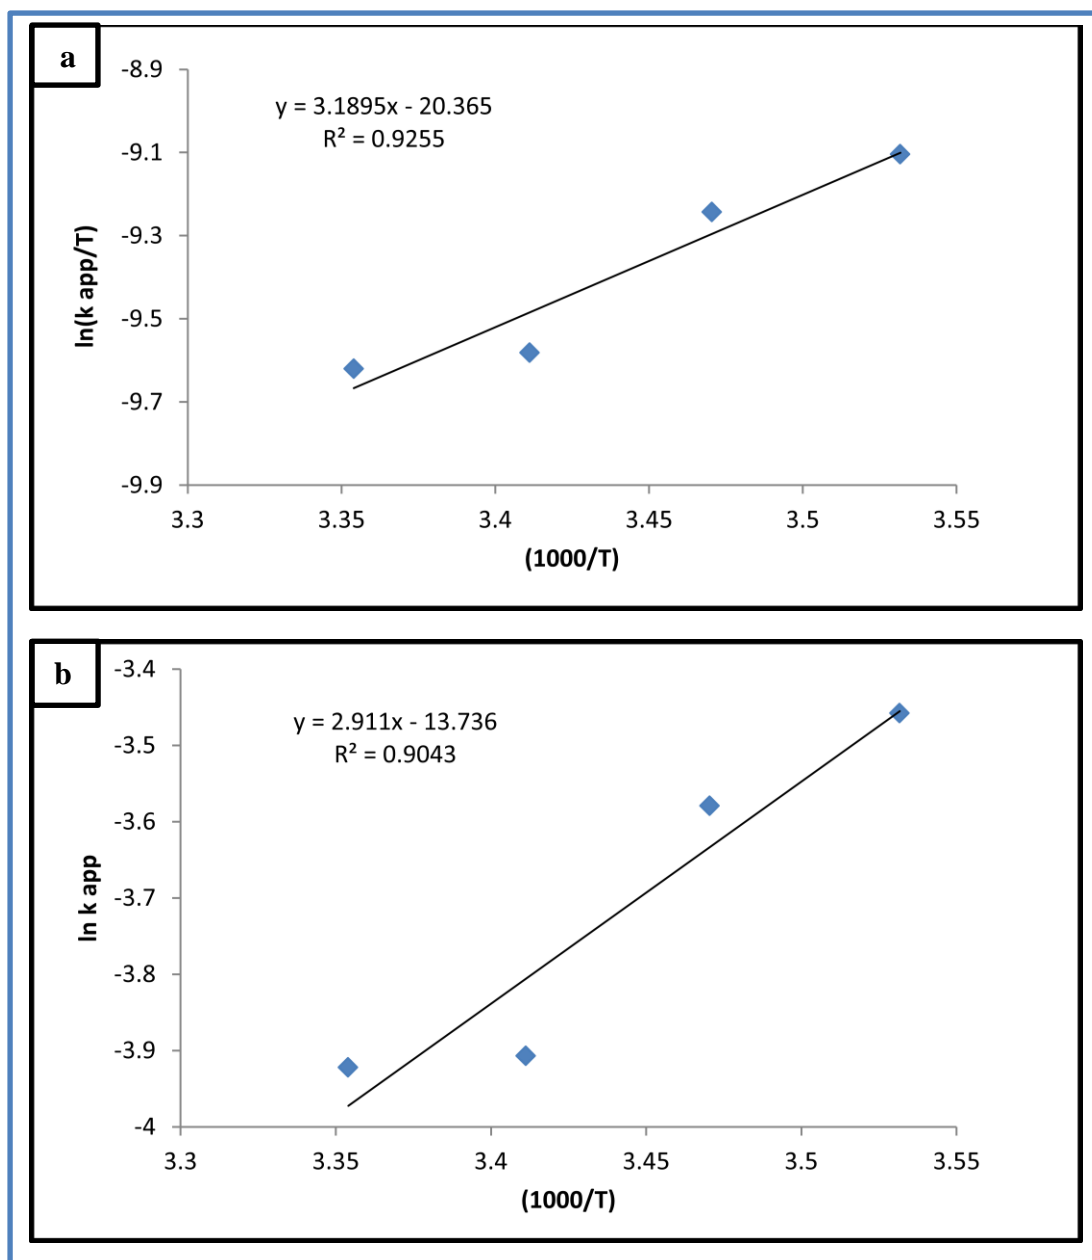 a
y = 3.1895x - 20.365
R² = 0.9255
-8.9
-9.1
-9.3
-9.5
-9.7
-9.9
ln(k app/T)
3.3 3.35 3.4 3.45 3.5 3.55
(1000/T)
b
y = 2.911x - 13.736
R² = 0.9043
-3.4
-3.5
-3.6
-3.7
-3.8
-3.9
-4
ln k app
3.3 3.35 3.4 3.45 3.5 3.55
(1000/T)